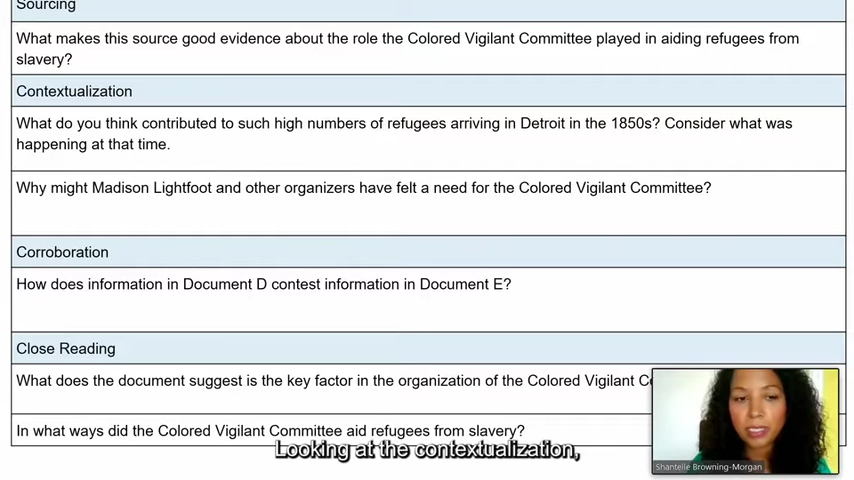 Sourcing
What makes this source good evidence about the role the Colored Vigilant Committee played in aiding refugees from
slavery?
Contextualization
What do you think contributed to such high numbers of refugees arriving in Detroit in the 1850s? Consider what was
happening at that time.
Why might Madison Lightfoot and other organizers have felt a need for the Colored Vigilant Committee?
Corroboration
How does information in Document D contest information in Document E?
Close Reading
What does the document suggest is the key factor in the organization of the Colored Vigilant
In what ways did the Colored Vigilant Committee aid refugees from slavery?
Looking at the contextualization,
Shantelle Browning-Morgan